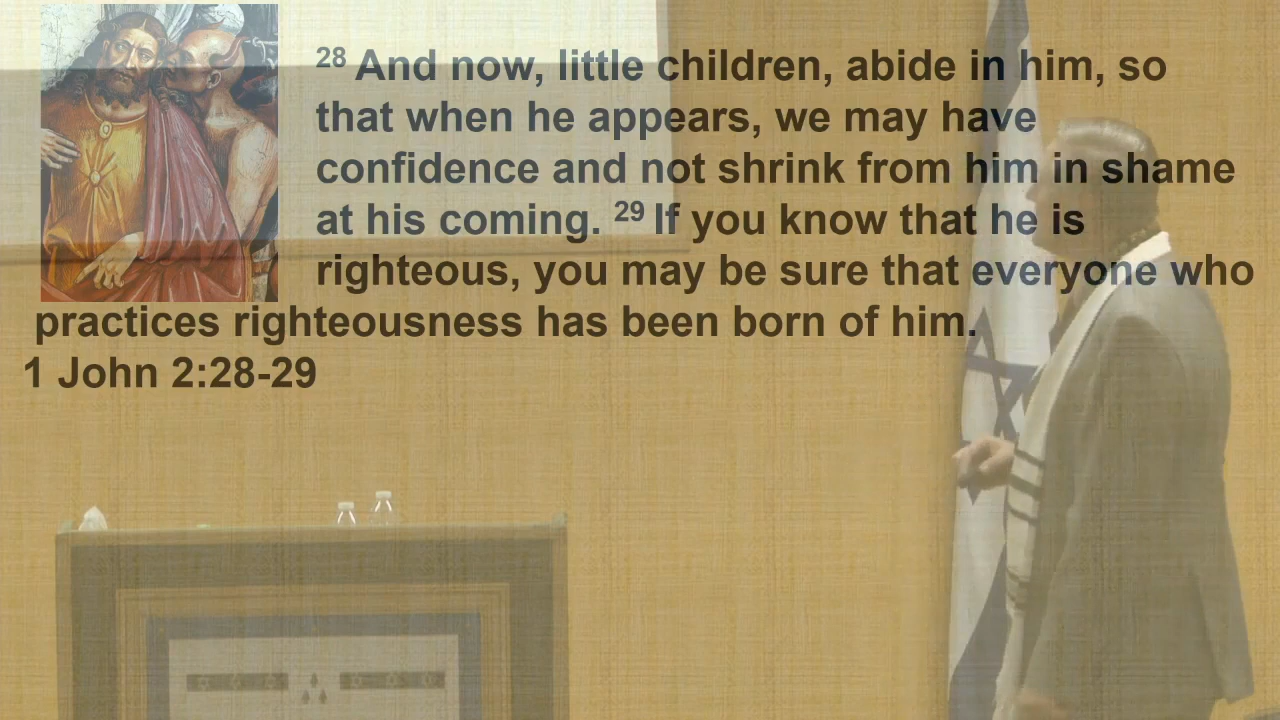 28 And now, little children, abide in him, so
that when he appears, we may have
confidence and not shrink from him in shame
at his coming. 29 If you know that he is
righteous, you may be sure that everyone who
practices righteousness has been born of him.
1 John 2:28-29